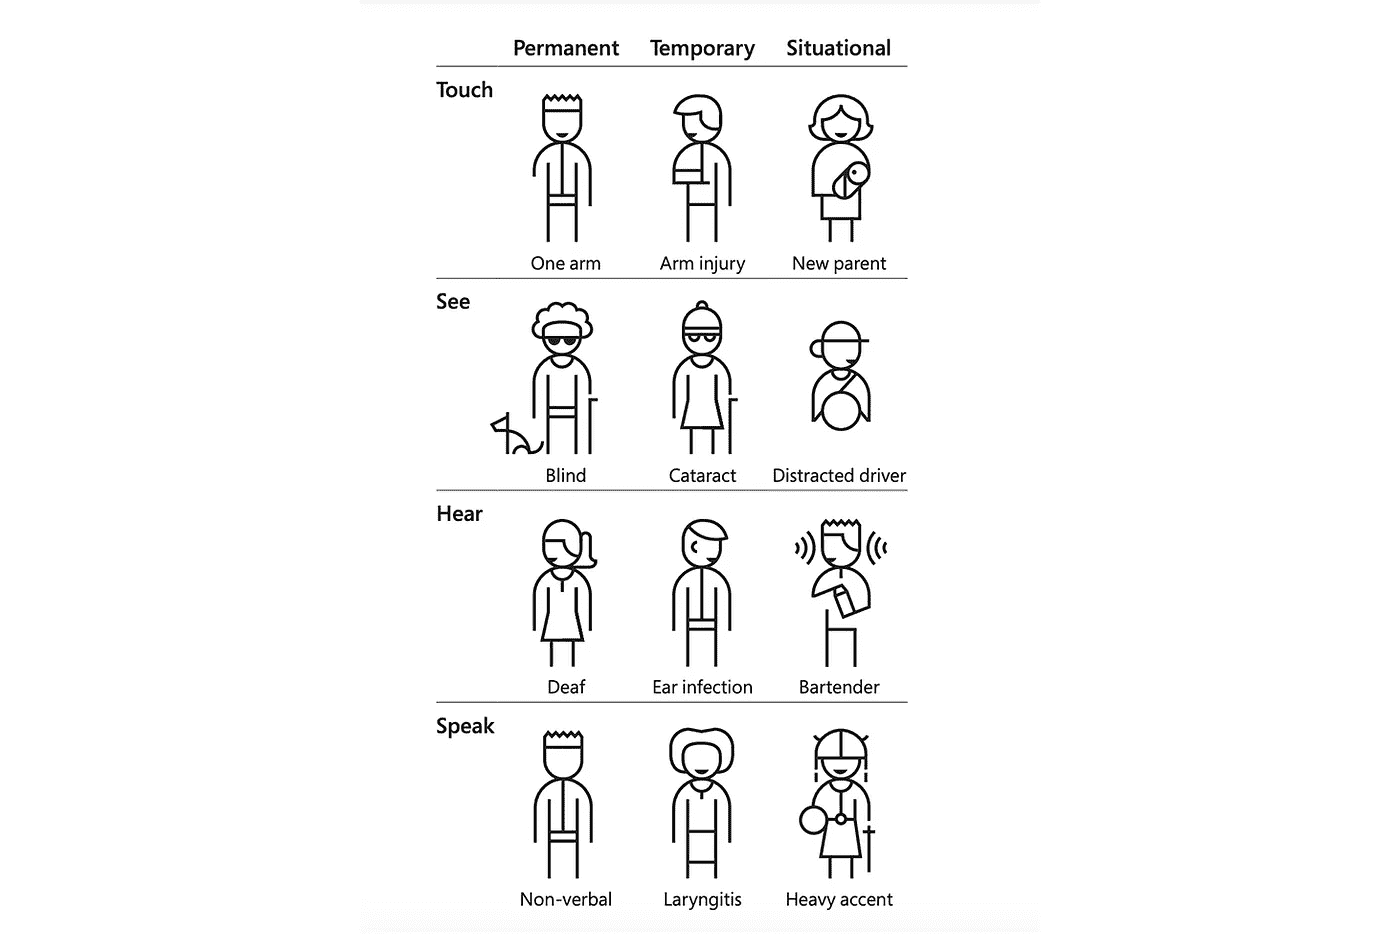 Permanent Temporary Situational
Touch
One arm Arm injury New parent
See
Blind Cataract Distracted driver
Hear
Deaf Ear infection Bartender
Speak
Non-verbal Laryngitis Heavy accent